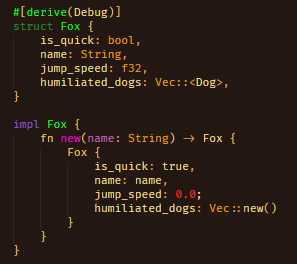 #[derive(Debug)]
struct Fox {
    is_quick: bool,
    name: String,
    jump_speed: f32,
    humiliated_dogs: Vec::<Dog>,
}

impl Fox {
    fn new(name: String) -> Fox {
        Fox {
            is_quick: true,
            name: name,
            jump_speed: 0.0;
            humiliated_dogs: Vec::new()
        }
    }
}